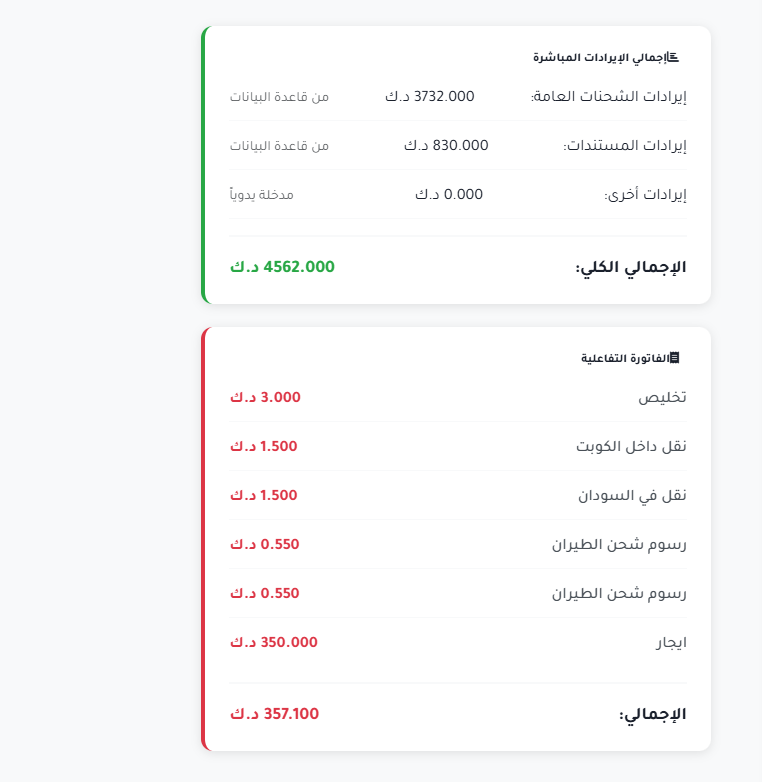 إجمالي الإيرادات المباشرة
إيرادات الشحنات العامة: 3732.000 د.ك من قاعدة البيانات
إيرادات المستندات: 830.000 د.ك من قاعدة البيانات
إيرادات أخرى: 0.000 د.ك مدخلة يدوياً
الإجمالي الكلي: 4562.000 د.ك
الفاتورة التفاعلية
تخليص 3.000 د.ك
نقل داخل الكويت 1.500 د.ك
نقل في السودان 1.500 د.ك
رسوم شحن الطيران 0.550 د.ك
رسوم شحن الطيران 0.550 د.ك
ايجار 350.000 د.ك
الإجمالي: 357.100 د.ك